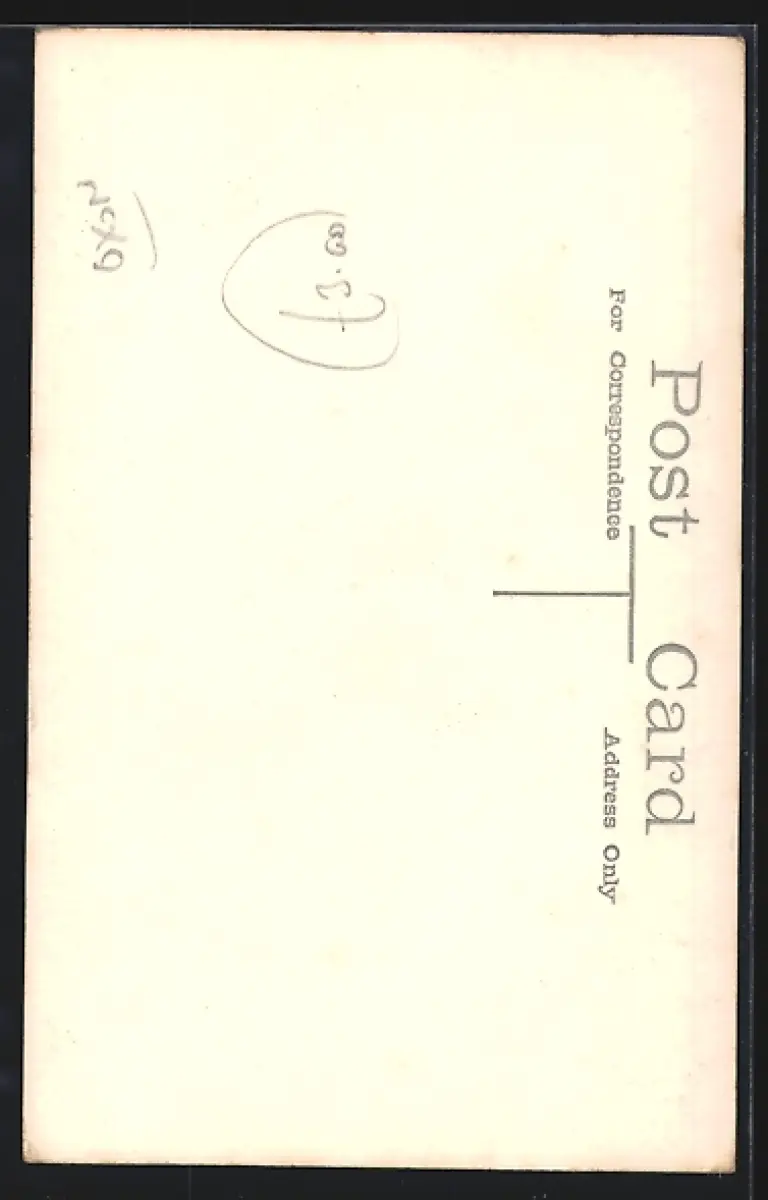 Post Card
For Correspondence
Address Only